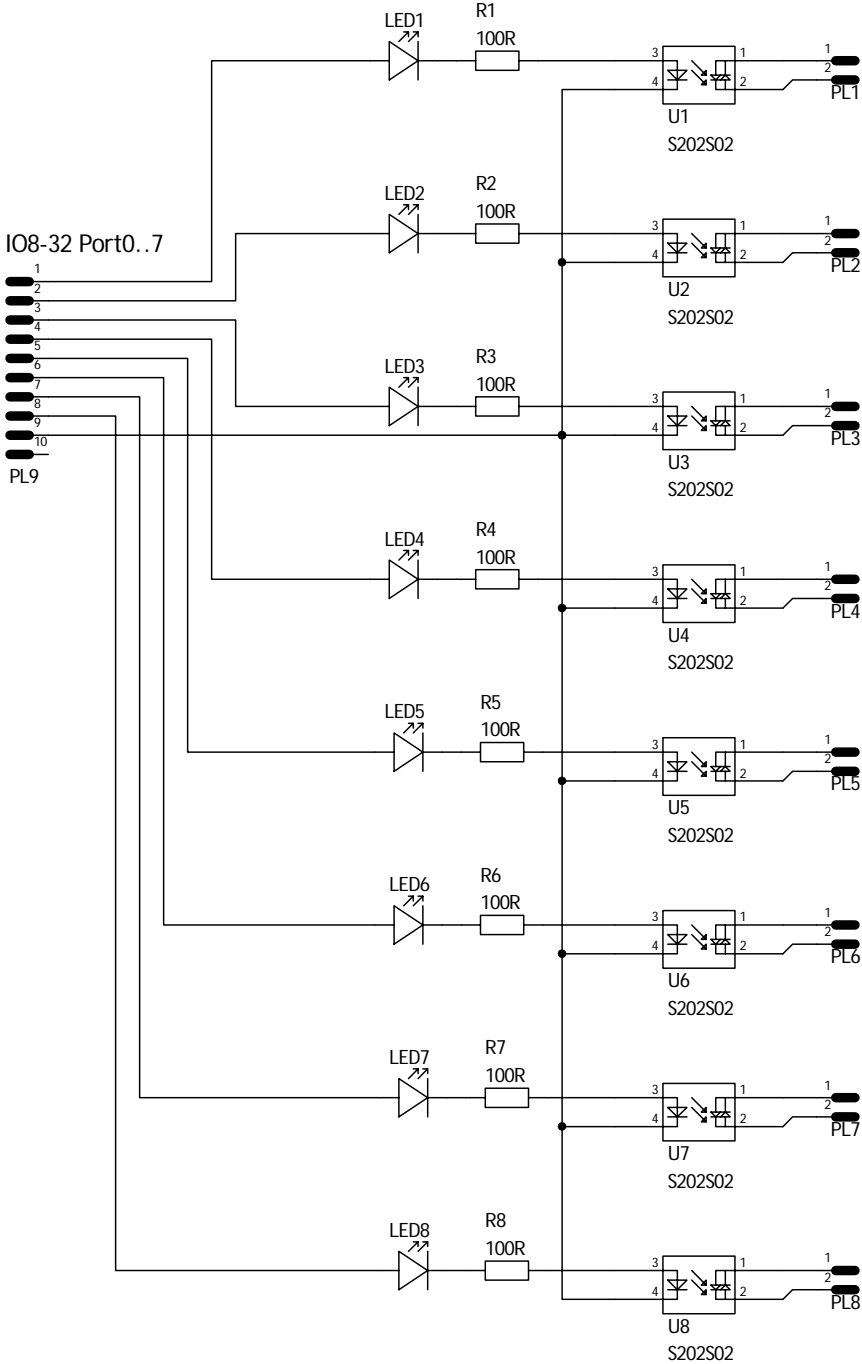 LED1
R1
100R
3
4
1
2
1
2
PL1
U1
S202S02
LED2
R2
100R
3
4
1
2
1
2
PL2
U2
S202S02
IO8-32 Port0..7
1
2
3
4
5
6
7
8
9
10
PL9
LED3
R3
100R
3
4
1
2
1
2
PL3
U3
S202S02
LED4
R4
100R
3
4
1
2
1
2
PL4
U4
S202S02
LED5
R5
100R
3
4
1
2
1
2
PL5
U5
S202S02
LED6
R6
100R
3
4
1
2
1
2
PL6
U6
S202S02
LED7
R7
100R
3
4
1
2
1
2
PL7
U7
S202S02
LED8
R8
100R
3
4
1
2
1
2
PL8
U8
S202S02